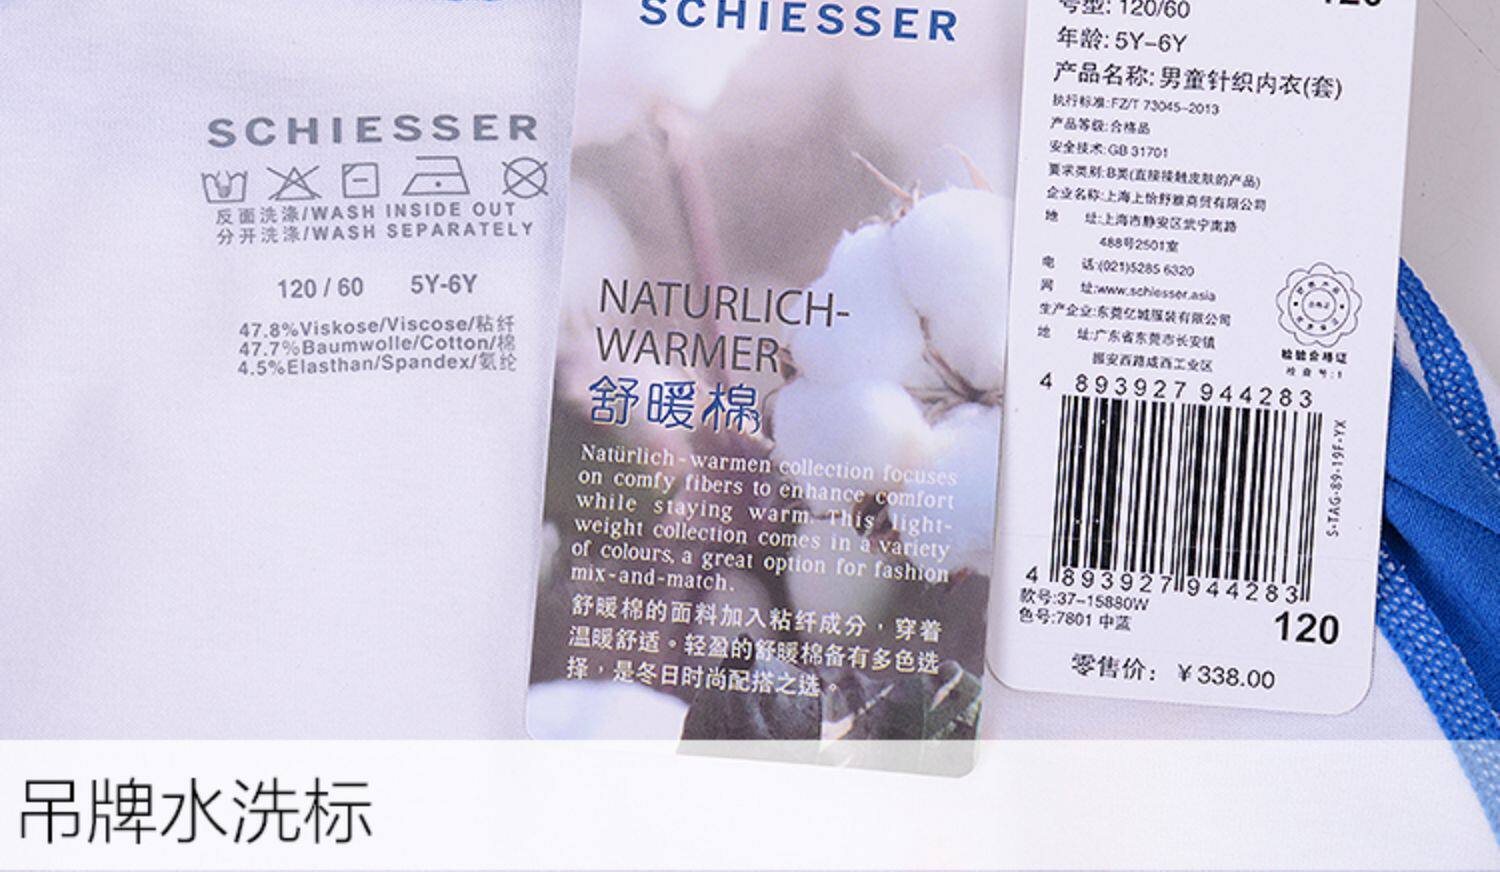 SCHIESSER
反面洗涤/WASH INSIDE OUT
分开洗涤/WASH SEPARATELY
120 / 60 5Y-6Y
47.8%Viskose/Viscose/粘纤
47.7%Baumwolle/Cotton/棉
4.5%Elasthan/Spandex/氨纶
SCHIESSER
NATURLICH-
WARMER
舒暖棉
Natürlich-warmen collection focuses
on comfy fibers to enhance comfort
while staying warm. This light-
weight collection comes in a variety
of colours, a great option for fashion
mix-and-match.
舒暖棉的面料加入粘纤成分，穿着
温暖舒适。轻盈的舒暖棉备有多色选
择，是冬日时尚配搭之选。
120
号型: 120/60
年龄: 5Y-6Y
产品名称: 男童针织内衣(套)
执行标准:FZ/T 73045-2013
产品等级:合格品
安全技术:GB 31701
要求类别:B类(直接接触皮肤的产品)
企业名称:上海上恰舒雅商贸有限公司
地 址:上海市静安区武宁南路
488号2501室
电 话:(021)5285 6320
网 址:www.schiesser.asia
生产企业:东莞亿城服装有限公司
地 址:广东省东莞市长安镇
振安西路咸西工业区
检验合格证
检查号:1
4 893927 944283
S-TAG-89-19F-YX
4 893927 944283
款号:37-15880W
色号:7801 中蓝
120
零售价: ¥338.00
吊牌水洗标